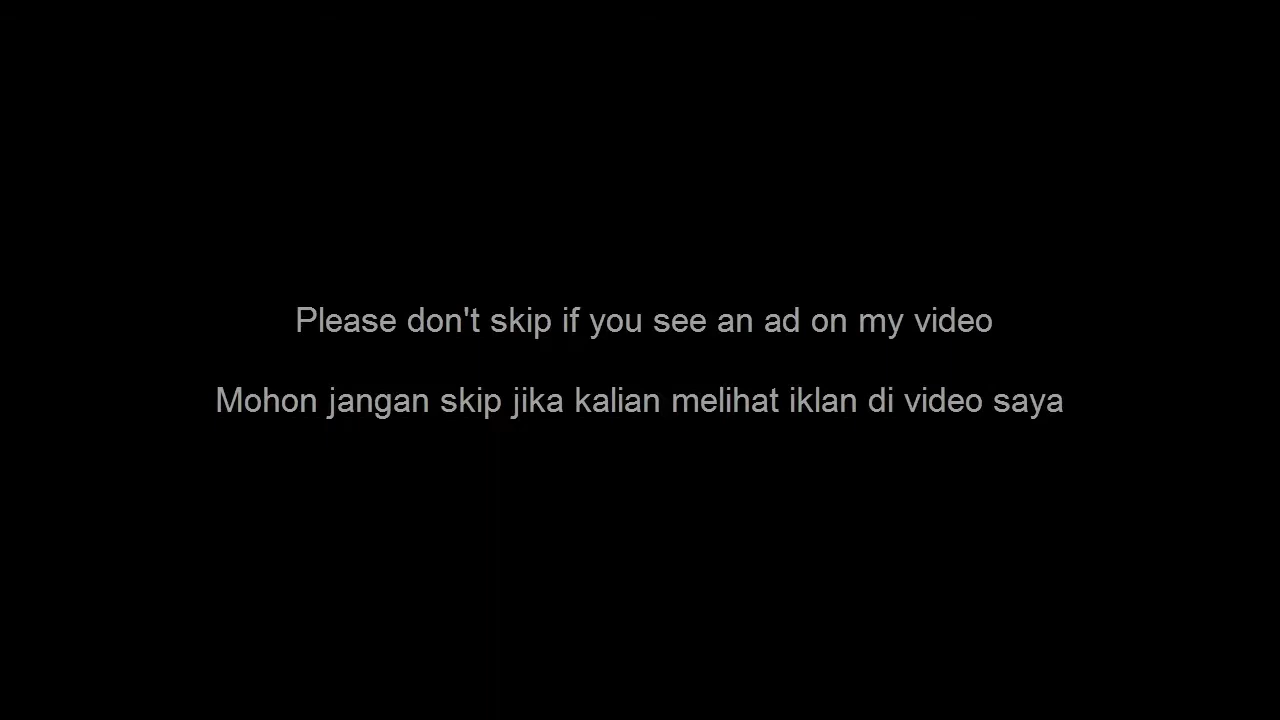 Please don't skip if you see an ad on my video
Mohon jangan skip jika kalian melihat iklan di video saya